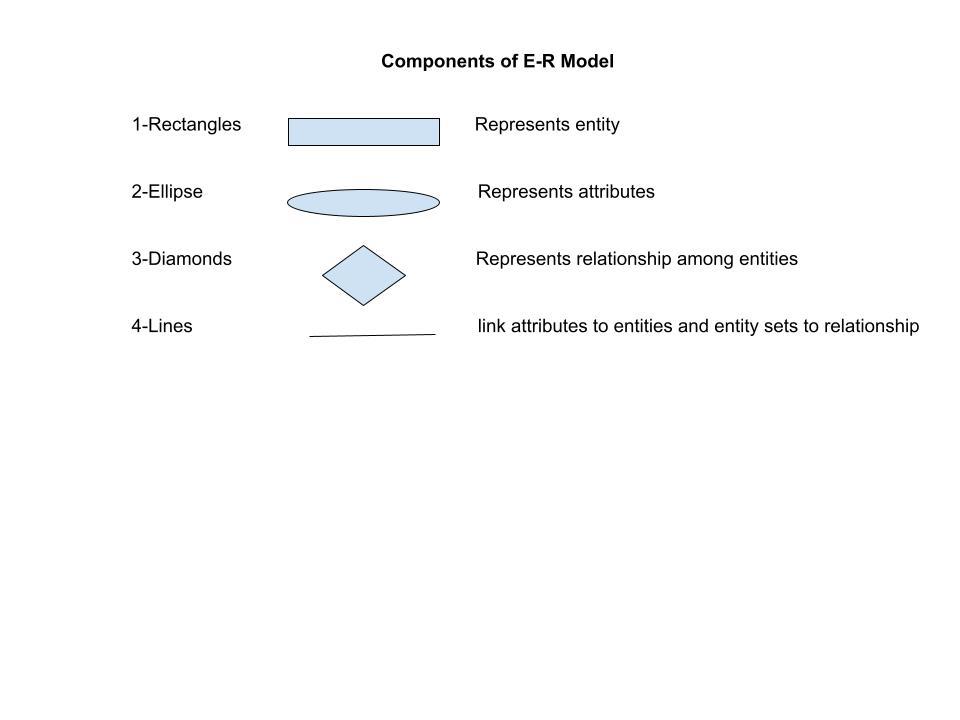 Components of E-R Model
1-Rectangles Represents entity
2-Ellipse Represents attributes
3-Diamonds Represents relationship among entities
4-Lines link attributes to entities and entity sets to relationship